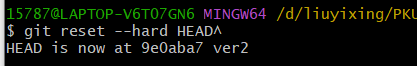 15787@LAPTOP-V6T07GN6 MINGW64 /d/liuyixing/PKU
$ git reset --hard HEAD^
HEAD is now at 9e0aba7 ver2